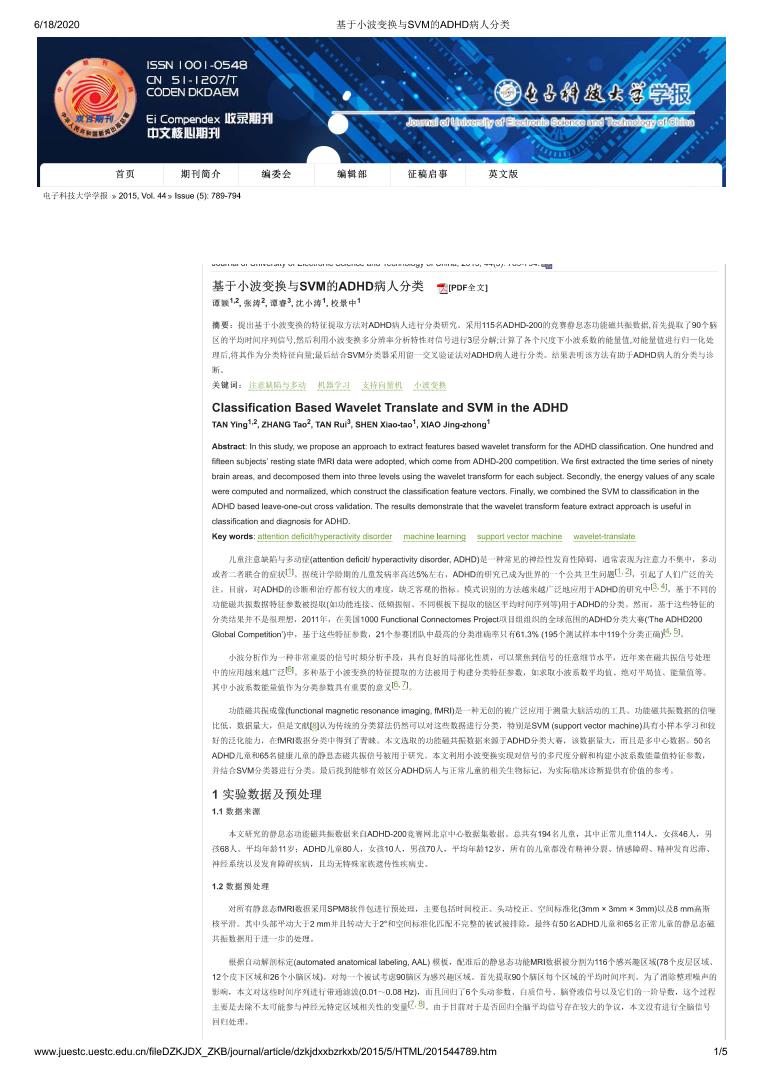 6/18/2020
基于小波变换与SVM的ADHD病人分类
ISSN 1001-0548
CN 51-1207/T
CODEN DKDAEM
Ei Compendex 收录期刊
中文核心期刊
双百期刊
电子科技大学学报
Journal of University of Electronic Science and Technology of China
首页 期刊简介 编委会 编辑部 征稿启事 英文版
电子科技大学学报 » 2015, Vol. 44 » Issue (5): 789-794
基于小波变换与SVM的ADHD病人分类 [PDF全文]
谭颖1,2, 张涛2, 谭睿3, 沈小涛1, 校景中1
摘要：提出基于小波变换的特征提取方法对ADHD病人进行分类研究。采用115名ADHD-200的竞赛静息态功能磁共振数据,首先提取了90个脑
区的平均时间序列信号,然后利用小波变换多分辨率分析特性对信号进行3层分解;计算了各个尺度下小波系数的能量值,对能量值进行归一化处
理后,将其作为分类特征向量;最后结合SVM分类器采用留一交叉验证法对ADHD病人进行分类。结果表明该方法有助于ADHD病人的分类与诊
断。
关键词： 注意缺陷与多动 机器学习 支持向量机 小波变换
Classification Based Wavelet Translate and SVM in the ADHD
TAN Ying1,2, ZHANG Tao2, TAN Rui3, SHEN Xiao-tao1, XIAO Jing-zhong1
Abstract: In this study, we propose an approach to extract features based wavelet transform for the ADHD classification. One hundred and
fifteen subjects' resting state fMRI data were adopted, which come from ADHD-200 competition. We first extracted the time series of ninety
brain areas, and decomposed them into three levels using the wavelet transform for each subject. Secondly, the energy values of any scale
were computed and normalized, which construct the classification feature vectors. Finally, we combined the SVM to classification in the
ADHD based leave-one-out cross validation. The results demonstrate that the wavelet transform feature extract approach is useful in
classification and diagnosis for ADHD.
Key words: attention deficit/hyperactivity disorder machine learning support vector machine wavelet-translate
儿童注意缺陷与多动症(attention deficit/ hyperactivity disorder, ADHD)是一种常见的神经性发育性障碍，通常表现为注意力不集中，多动
或者二者联合的症状[1]。据统计学龄期的儿童发病率高达5%左右，ADHD的研究已成为世界的一个公共卫生问题[1, 2]，引起了人们广泛的关
注。目前，对ADHD的诊断和治疗都有较大的难度，缺乏客观的指标。模式识别的方法越来越广泛地应用于ADHD的研究中[3, 4]。基于不同的
功能磁共振数据特征参数被提取(如功能连接、低频振幅、不同模板下提取的脑区平均时间序列等)用于ADHD的分类。然而，基于这些特征的
分类结果并不是很理想，2011年，在美国1000 Functional Connectomes Project项目组组织的全球范围的ADHD分类大赛('The ADHD200
Global Competition')中，基于这些特征参数，21个参赛团队中最高的分类准确率只有61.3% (195个测试样本中119个分类正确)[4, 5]。
小波分析作为一种非常重要的信号时频分析手段，具有良好的局部化性质，可以聚焦到信号的任意细节水平，近年来在磁共振信号处理
中的应用越来越广泛[6]。多种基于小波变换的特征提取的方法被用于构建分类特征参数，如求取小波系数平均值、绝对平局值、能量值等。
其中小波系数能量值作为分类参数具有重要的意义[6, 7]。
功能磁共振成像(functional magnetic resonance imaging, fMRI)是一种无创的被广泛应用于测量大脑活动的工具。功能磁共振数据的信噪
比低、数据量大，但是文献[8]认为传统的分类算法仍然可以对这些数据进行分类，特别是SVM (support vector machine)具有小样本学习和较
好的泛化能力，在fMRI数据分类中得到了青睐。本文选取的功能磁共振数据来源于ADHD分类大赛，该数据量大，而且是多中心数据。50名
ADHD儿童和65名健康儿童的静息态磁共振信号被用于研究。本文利用小波变换实现对信号的多尺度分解和构建小波系数能量值特征参数，
并结合SVM分类器进行分类。最后找到能够有效区分ADHD病人与正常儿童的相关生物标记，为实际临床诊断提供有价值的参考。
1 实验数据及预处理
1.1 数据来源
本文研究的静息态功能磁共振数据来自ADHD-200竞赛网北京中心数据集数据。总共有194名儿童，其中正常儿童114人，女孩46人，男
孩68人，平均年龄11岁；ADHD儿童80人，女孩10人，男孩70人，平均年龄12岁，所有的儿童都没有精神分裂、情感障碍、精神发育迟滞、
神经系统以及发育障碍疾病，且均无特殊家族遗传性疾病史。
1.2 数据预处理
对所有静息态fMRI数据采用SPM8软件包进行预处理，主要包括时间校正、头动校正、空间标准化(3mm × 3mm × 3mm)以及8 mm高斯
核平滑。其中头部平动大于2 mm并且转动大于2°和空间标准化匹配不完整的被试被排除，最终有50名ADHD儿童和65名正常儿童的静息态磁
共振数据用于进一步的处理。
根据自动解剖标定(automated anatomical labeling, AAL) 模板，配准后的静息态功能MRI数据被分割为116个感兴趣区域(78个皮层区域、
12个皮下区域和26个小脑区域)。对每一个被试考虑90脑区为感兴趣区域。首先提取90个脑区每个区域的平均时间序列。为了消除整理噪声的
影响，本文对这些时间序列进行带通滤波(0.01～0.08 Hz)，而且回归了6个头动参数、白质信号、脑脊液信号以及它们的一阶导数，这个过程
主要是去除不太可能参与神经元特定区域相关性的变量[7, 8]。由于目前对于是否回归全脑平均信号存在较大的争议，本文没有进行全脑信号
回归处理。
www.juestc.uestc.edu.cn/fileDZKJDX_ZKB/journal/article/dzkjdxxbzrkxb/2015/5/HTML/201544789.htm
1/5